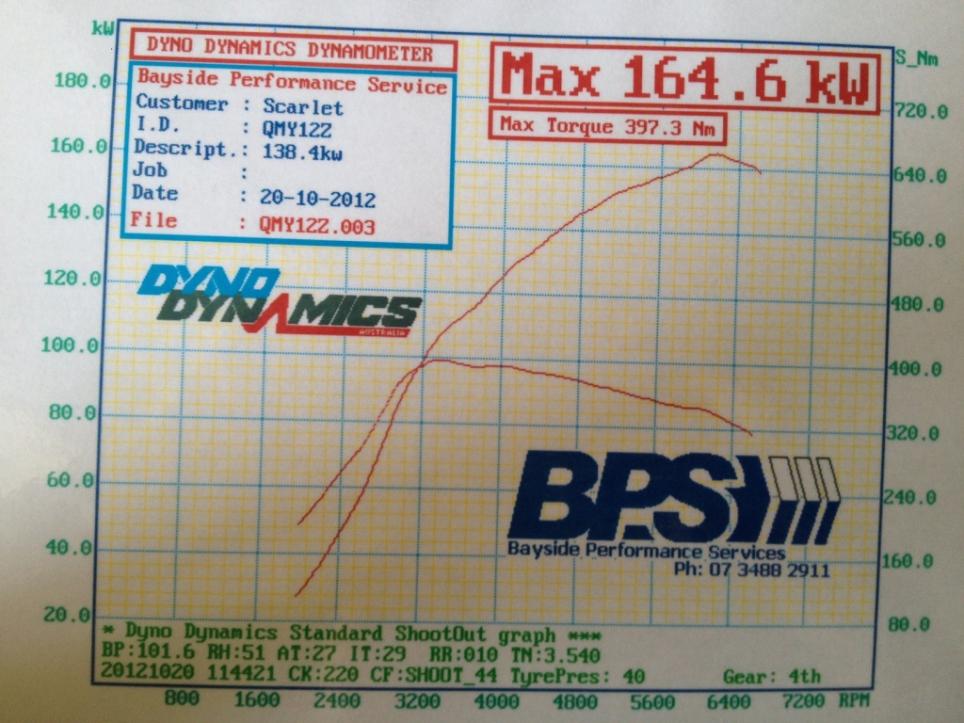 kW
DYNO DYNAMICS DYNAMOMETER
Bayside Performance Service
Customer : Scarlet
I.D. : QMY12Z
Descript.: 138.4kw
Job :
Date : 20-10-2012
File : QMY12Z.003
Max 164.6 kW
Max Torque 397.3 Nm
S_Nm
180.0
160.0
140.0
120.0
100.0
80.0
60.0
40.0
20.0
720.0
640.0
560.0
480.0
400.0
320.0
240.0
160.0
80.0
DYNO
DYNAMICS
AUSTRALIA
BPS
Bayside Performance Services
Ph: 07 3488 2911
* Dyno Dynamics Standard ShootOut graph ***
BP:101.6 RH:51 AT:27 IT:29 RR:010 TN:3.540
20121020 114421 CK:220 CF:SHOOT_44 TyrePres: 40 Gear: 4th
800 1600 2400 3200 4000 4800 5600 6400 7200 RPM